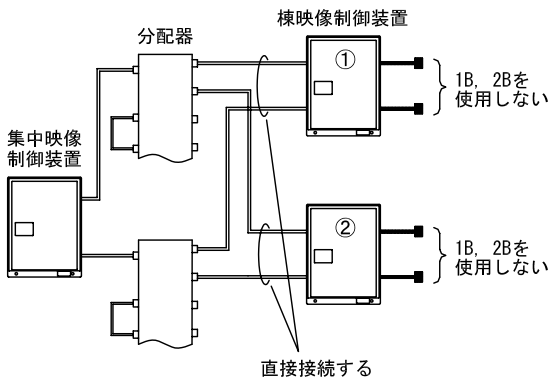 棟映像制御装置
分配器
①
1B, 2Bを
使用しない
集中映像
制御装置
②
1B, 2Bを
使用しない
直接接続する